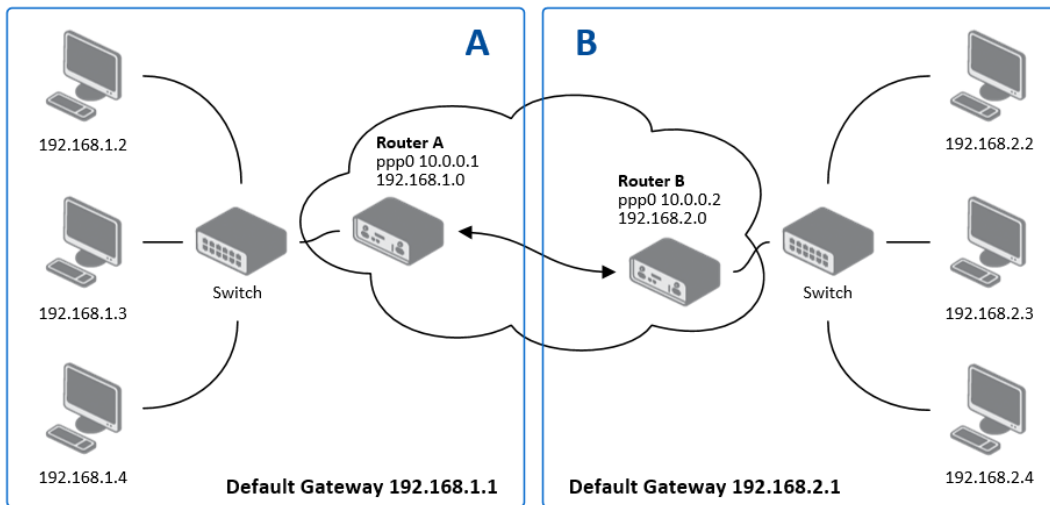 A
B
192.168.1.2
Router A
ppp0 10.0.0.1
192.168.1.0
192.168.2.2
Router B
ppp0 10.0.0.2
192.168.2.0
Switch
Switch
192.168.1.3
192.168.2.3
192.168.1.4
192.168.2.4
Default Gateway 192.168.1.1
Default Gateway 192.168.2.1